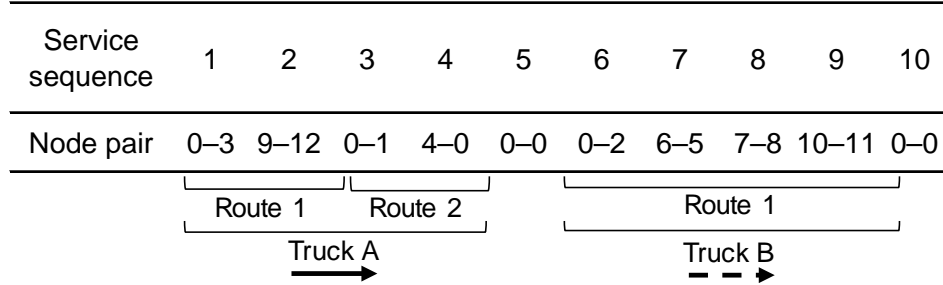 Service sequence 1 2 3 4 5 6 7 8 9 10
Node pair 0–3 9–12 0–1 4–0 0–0 0–2 6–5 7–8 10–11 0–0
Route 1 Route 2 Route 1
Truck A Truck B